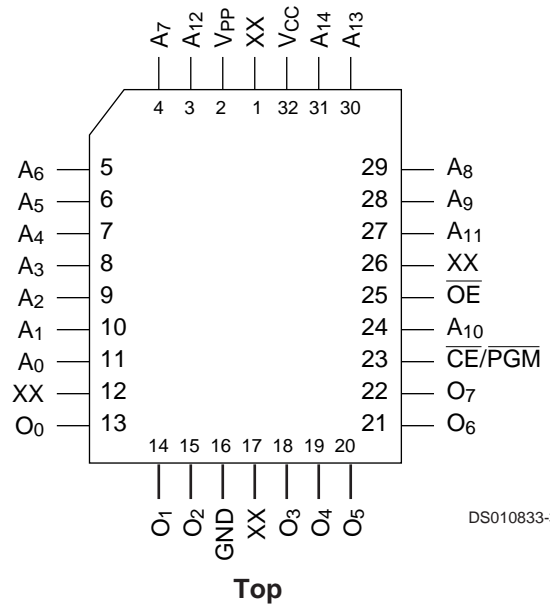 A7 A12 VPP XX VCC A14 A13
4 3 2 1 32 31 30
A6 5 29 A8
A5 6 28 A9
A4 7 27 A11
A3 8 26 XX
A2 9 25 OE
A1 10 24 A10
A0 11 23 CE/PGM
XX 12 22 O7
O0 13 21 O6
14 15 16 17 18 19 20
O1 O2 GND XX O3 O4 O5
DS010833-
Top